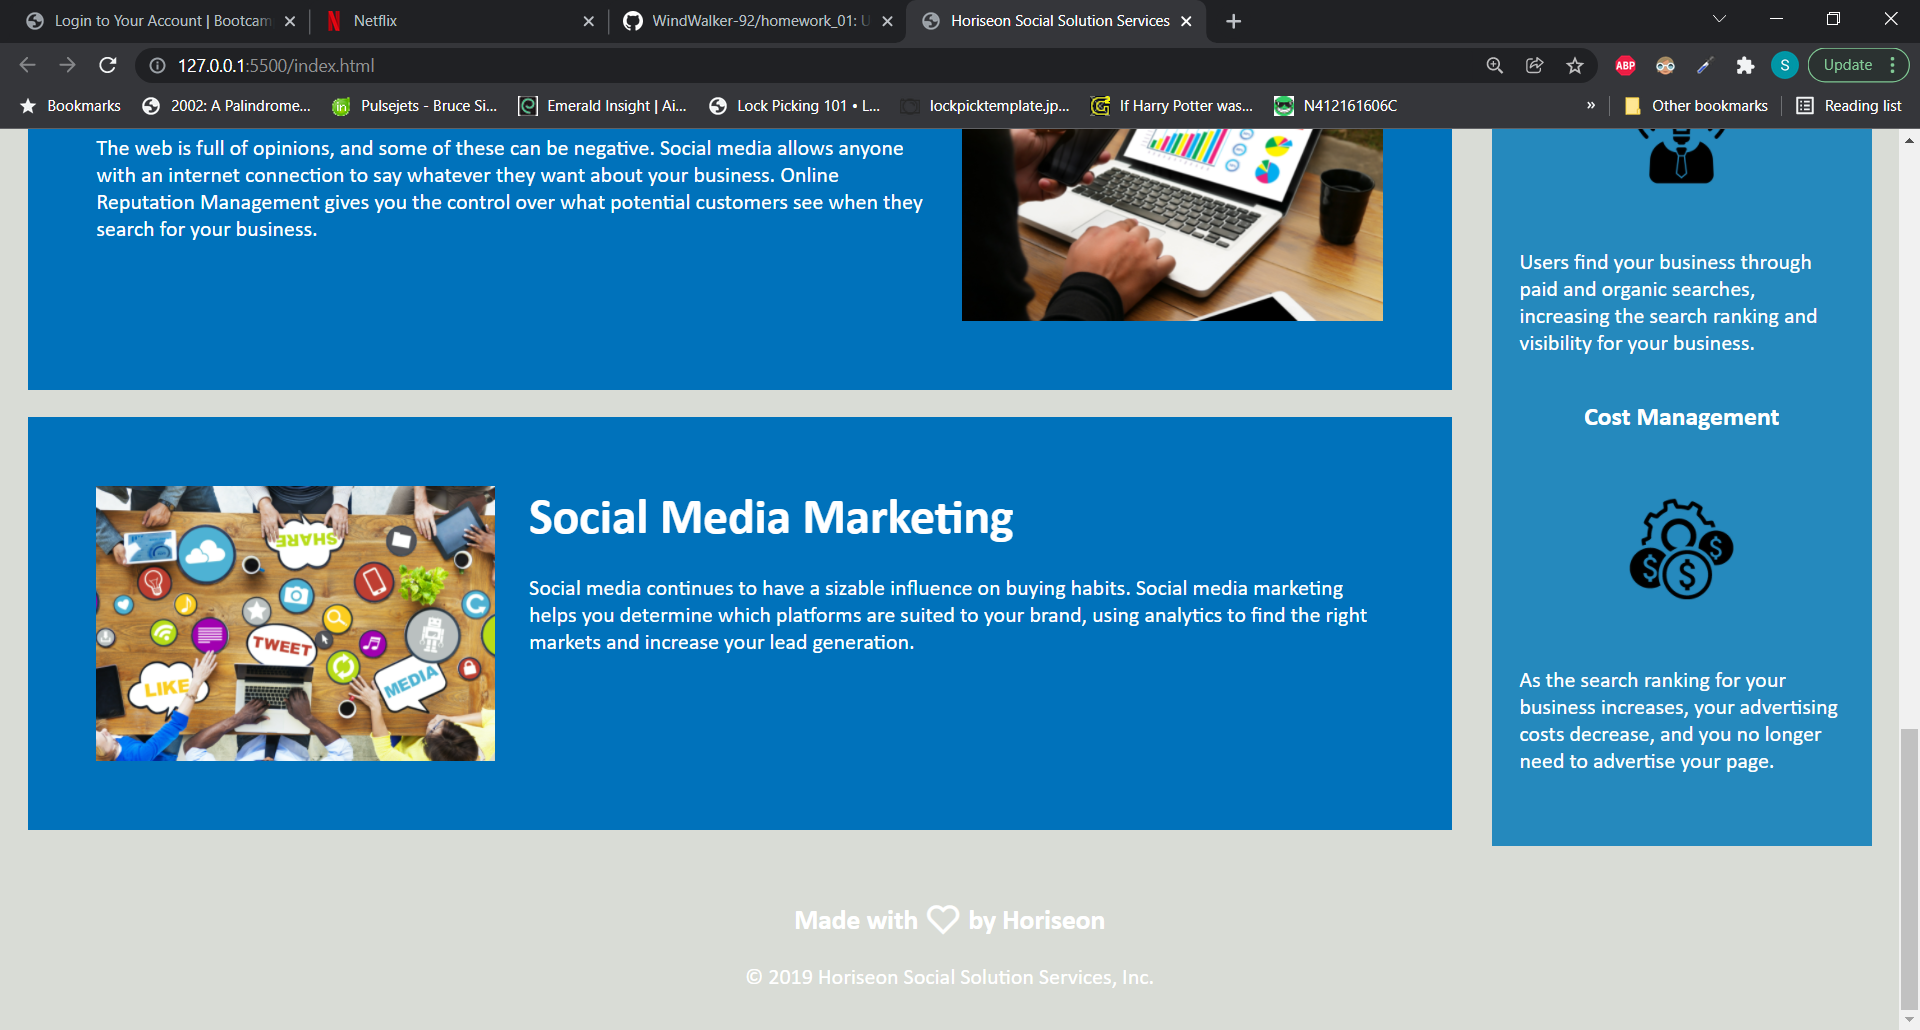 Login to Your Account | Bootcam
Netflix
WindWalker-92/homework_01: U
Horiseon Social Solution Services
127.0.0.1:5500/index.html
ABP
S
Update
Bookmarks
2002: A Palindrome...
Pulsejets - Bruce Si...
Emerald Insight | Ai...
Lock Picking 101 • L...
lockpicktemplate.jp...
If Harry Potter was...
N412161606C
»
Other bookmarks
Reading list
The web is full of opinions, and some of these can be negative. Social media allows anyone
with an internet connection to say whatever they want about your business. Online
Reputation Management gives you the control over what potential customers see when they
search for your business.
Users find your business through
paid and organic searches,
increasing the search ranking and
visibility for your business.
Cost Management
As the search ranking for your
business increases, your advertising
costs decrease, and you no longer
need to advertise your page.
SHARE
TWEET
LIKE
MEDIA
Social Media Marketing
Social media continues to have a sizable influence on buying habits. Social media marketing
helps you determine which platforms are suited to your brand, using analytics to find the right
markets and increase your lead generation.
Made with by Horiseon
© 2019 Horiseon Social Solution Services, Inc.